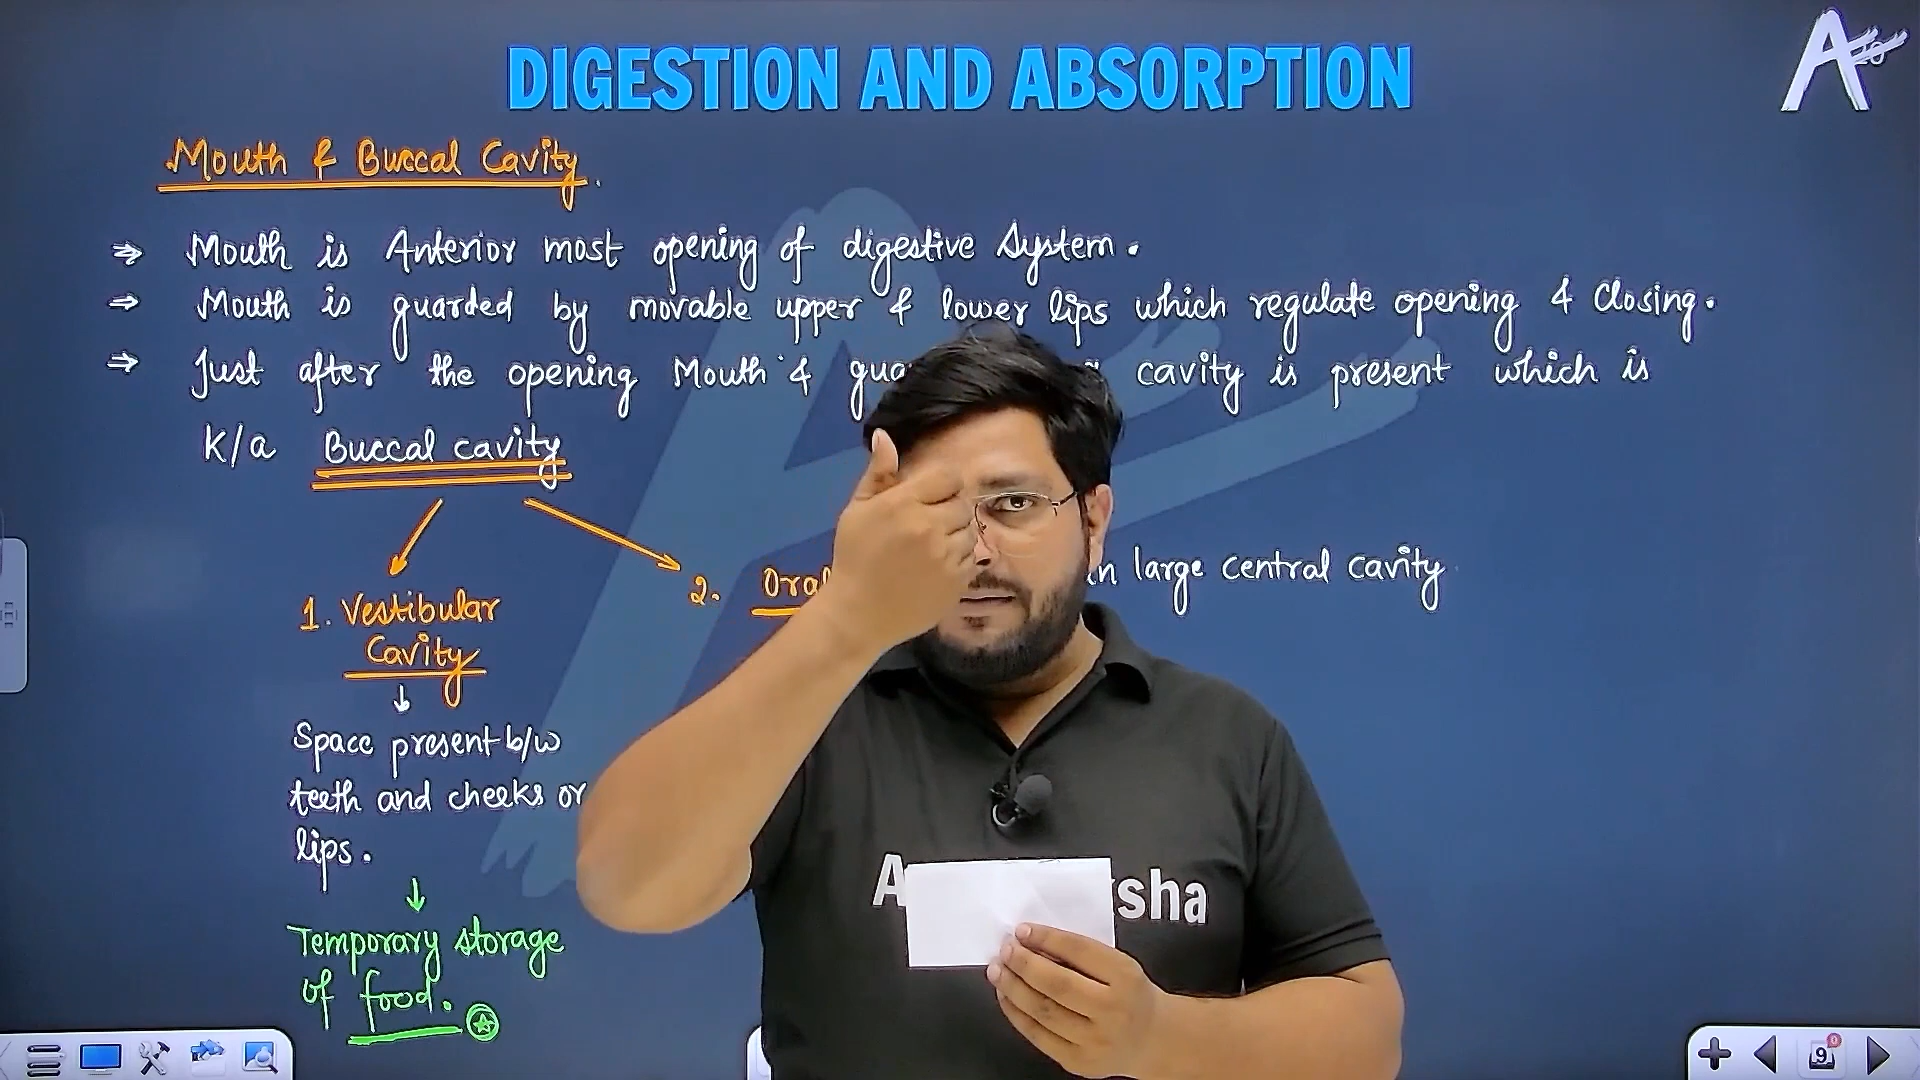 DIGESTION AND ABSORPTION
Mouth & Buccal Cavity.
⇒ Mouth is Anterior most opening of digestive system.
⇒ Mouth is guarded by movable upper & lower lips which regulate opening & closing.
⇒ Just after the opening Mouth & cavity is present which is
K/a Buccal cavity
1. Vestibular
Cavity
2. Oral
large central cavity
Space present b/w
teeth and cheeks or
lips.
Temporary storage
of food.
9